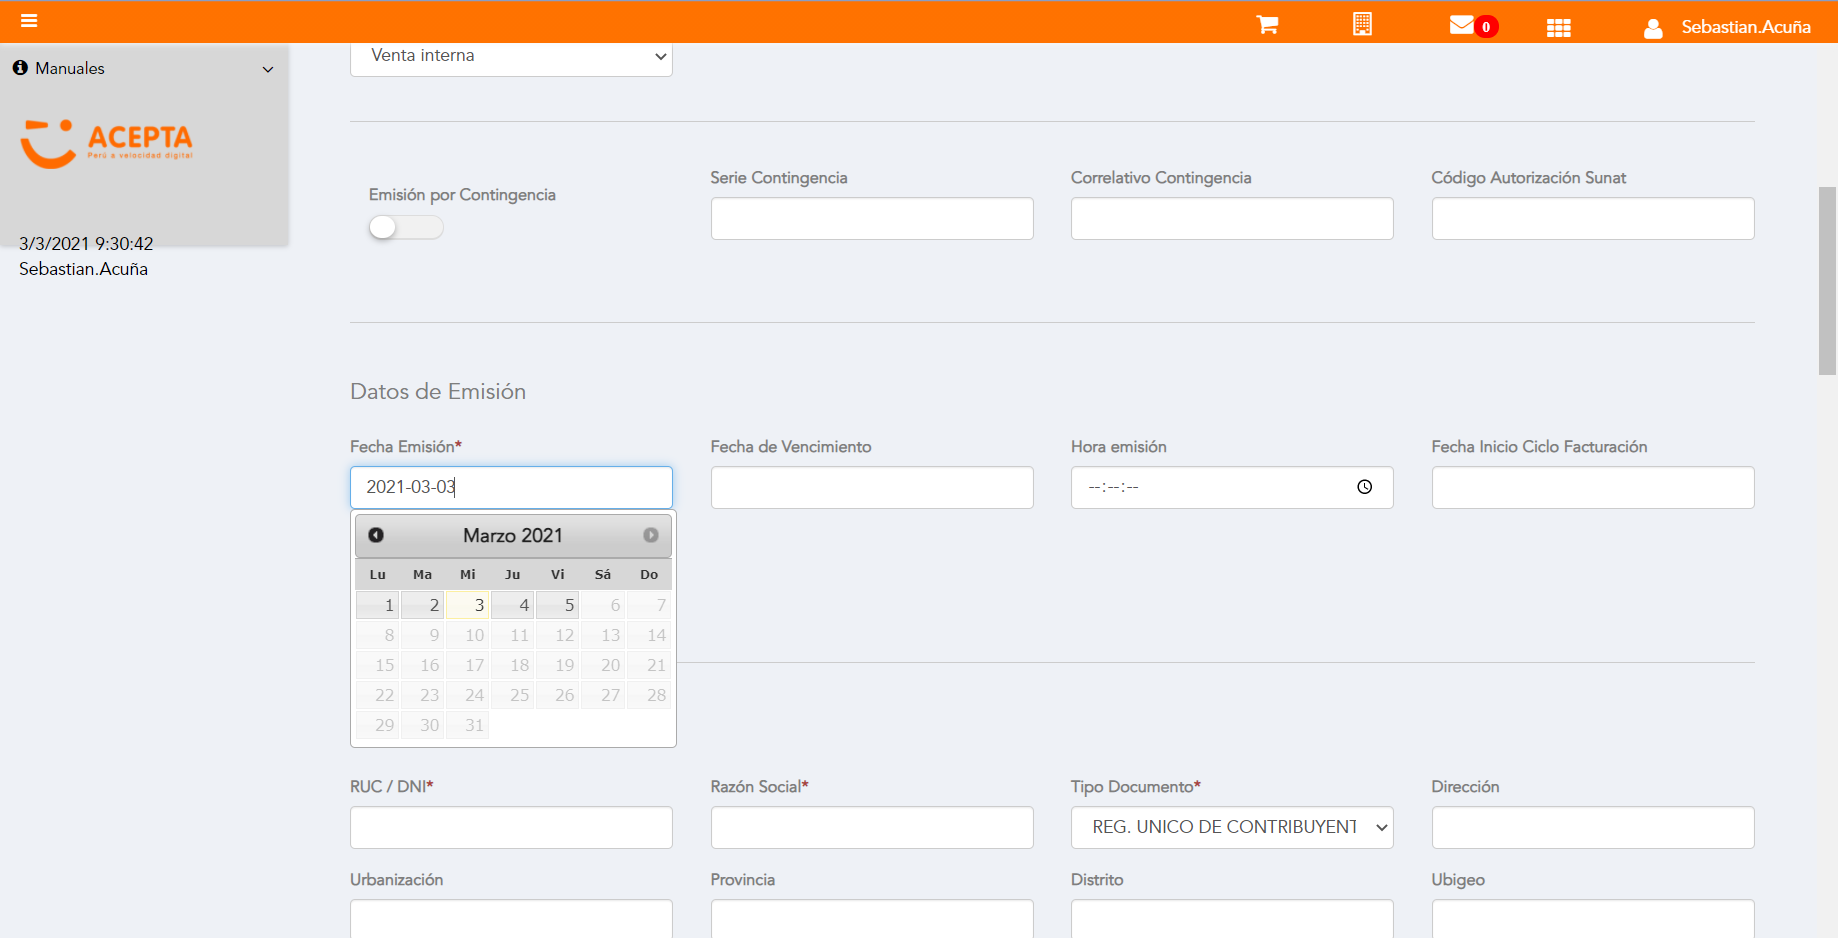 0
Sebastian.Acuña
Manuales
ACEPTA
Perú a velocidad digital
3/3/2021 9:30:42
Sebastian.Acuña
Venta interna
Emisión por Contingencia
Serie Contingencia
Correlativo Contingencia
Código Autorización Sunat
Datos de Emisión
Fecha Emisión*
Fecha de Vencimiento
Hora emisión
Fecha Inicio Ciclo Facturación
2021-03-03
--:--:--
Marzo 2021
Lu Ma Mi Ju Vi Sá Do
1 2 3 4 5 6 7
8 9 10 11 12 13 14
15 16 17 18 19 20 21
22 23 24 25 26 27 28
29 30 31
RUC / DNI*
Razón Social*
Tipo Documento*
Dirección
REG. UNICO DE CONTRIBUYENT
Urbanización
Provincia
Distrito
Ubigeo